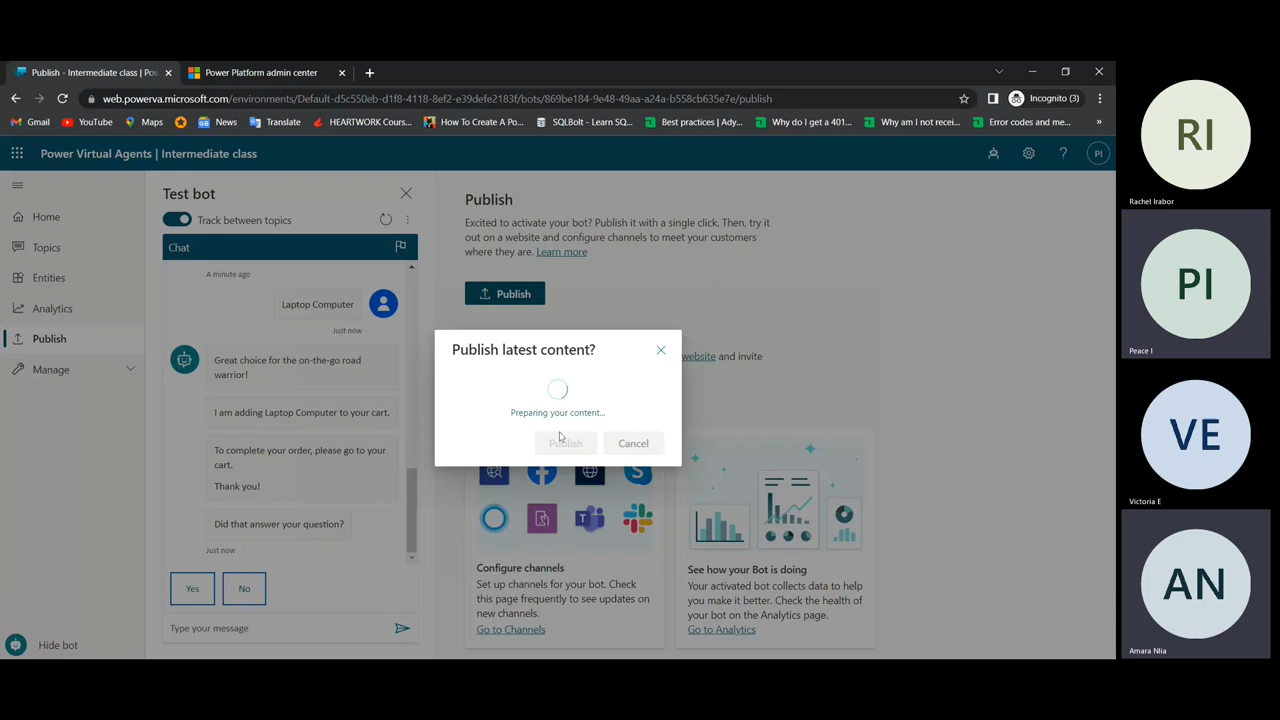 Publish - Intermediate class | Pow
Power Platform admin center
web.powerva.microsoft.com/environments/Default-d5c550eb-d1f8-4118-8ef2-e39defe2183f/bots/869be184-9e48-49aa-a24a-b558cb635e7e/publish
Incognito (3)
Gmail
YouTube
Maps
News
Translate
HEARTWORK Cours...
How To Create A Po...
SQLBolt - Learn SQ...
Best practices | Ady...
Why do I get a 401...
Why am I not recei...
Error codes and me...
»
Power Virtual Agents | Intermediate class
PI
Home
Topics
Entities
Analytics
Publish
Manage
Hide bot
Test bot
Track between topics
Chat
A minute ago
Laptop Computer
Just now
Great choice for the on-the-go road
warrior!
I am adding Laptop Computer to your cart.
To complete your order, please go to your
cart.
Thank you!
Did that answer your question?
Just now
Yes
No
Type your message
Publish
Excited to activate your bot? Publish it with a single click. Then, try it
out on a website and configure channels to meet your customers
where they are. Learn more
Publish
website and invite
Publish latest content?
Preparing your content...
Publish
Cancel
Configure channels
Set up channels for your bot. Check
this page frequently to see updates on
new channels.
Go to Channels
See how your Bot is doing
Your activated bot collects data to help
you make it better. Check the health of
your bot on the Analytics page.
Go to Analytics
RI
Rachel Irabor
PI
Peace I
VE
Victoria E
AN
Amara Nlia